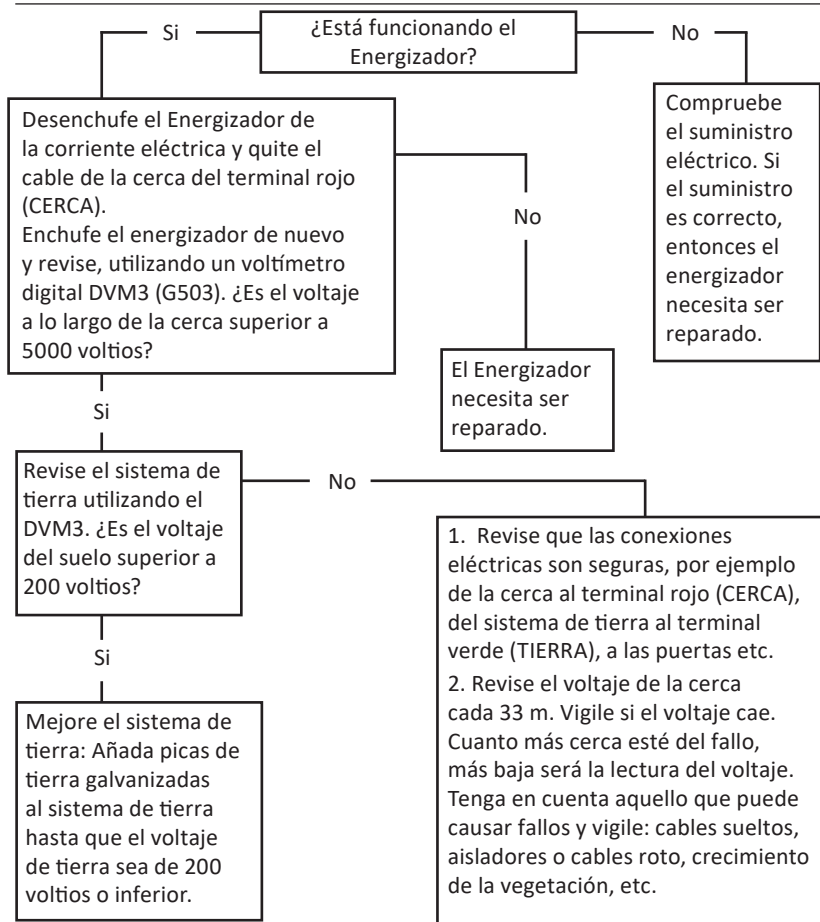 ¿Está funcionando el
Energizador?
Si
No
Desenchufe el Energizador de
la corriente eléctrica y quite el
cable de la cerca del terminal rojo
(CERCA).
Enchufe el energizador de nuevo
y revise, utilizando un voltímetro
digital DVM3 (G503). ¿Es el voltaje
a lo largo de la cerca superior a
5000 voltios?
Compruebe
el suministro
eléctrico. Si
el suministro
es correcto,
entonces el
energizador
necesita ser
reparado.
No
El Energizador
necesita ser
reparado.
Si
Revise el sistema de
tierra utilizando el
DVM3. ¿Es el voltaje
del suelo superior a
200 voltios?
No
1. Revise que las conexiones
eléctricas son seguras, por ejemplo
de la cerca al terminal rojo (CERCA),
del sistema de tierra al terminal
verde (TIERRA), a las puertas etc.
2. Revise el voltaje de la cerca
cada 33 m. Vigile si el voltaje cae.
Cuanto más cerca esté del fallo,
más baja será la lectura del voltaje.
Tenga en cuenta aquello que puede
causar fallos y vigile: cables sueltos,
aisladores o cables roto, crecimiento
de la vegetación, etc.
Si
Mejore el sistema de
tierra: Añada picas de
tierra galvanizadas
al sistema de tierra
hasta que el voltaje
de tierra sea de 200
voltios o inferior.